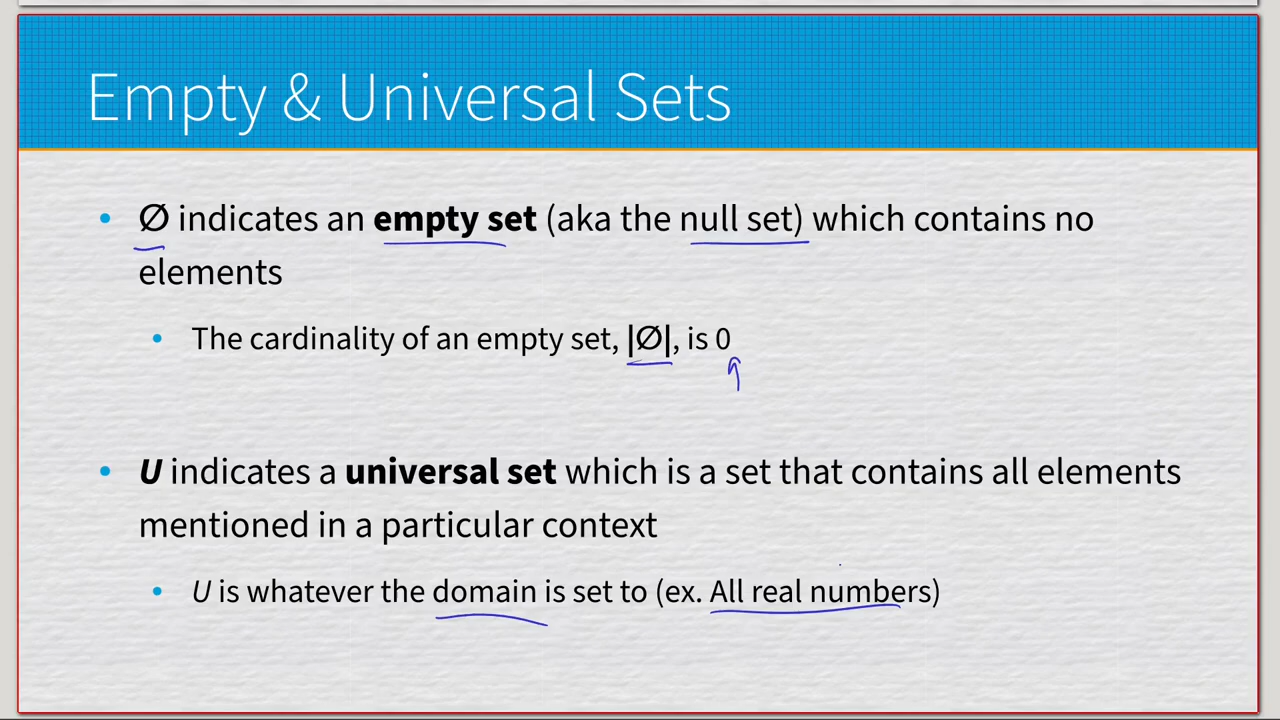 Empty & Universal Sets
• ∅ indicates an empty set (aka the null set) which contains no
elements
• The cardinality of an empty set, |∅|, is 0
• U indicates a universal set which is a set that contains all elements
mentioned in a particular context
• U is whatever the domain is set to (ex. All real numbers)